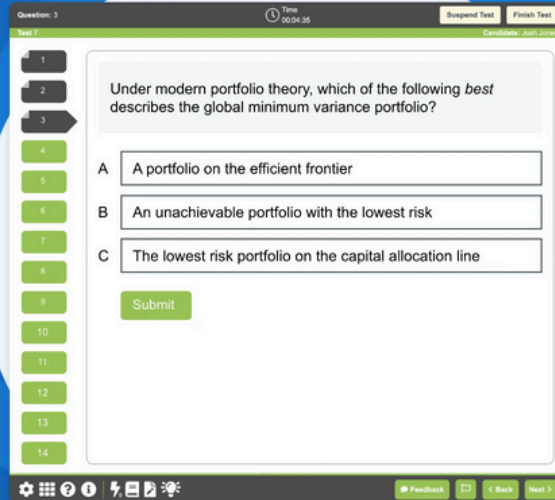 Question: 3
Time
00:04:35
Suspend Test
Finish Test
Test 7
Candidate: Josh Jone
1
2
3
4
5
6
7
8
9
10
11
12
13
14
Under modern portfolio theory, which of the following best
describes the global minimum variance portfolio?
A A portfolio on the efficient frontier
B An unachievable portfolio with the lowest risk
C The lowest risk portfolio on the capital allocation line
Submit
Feedback
< Back
Next >